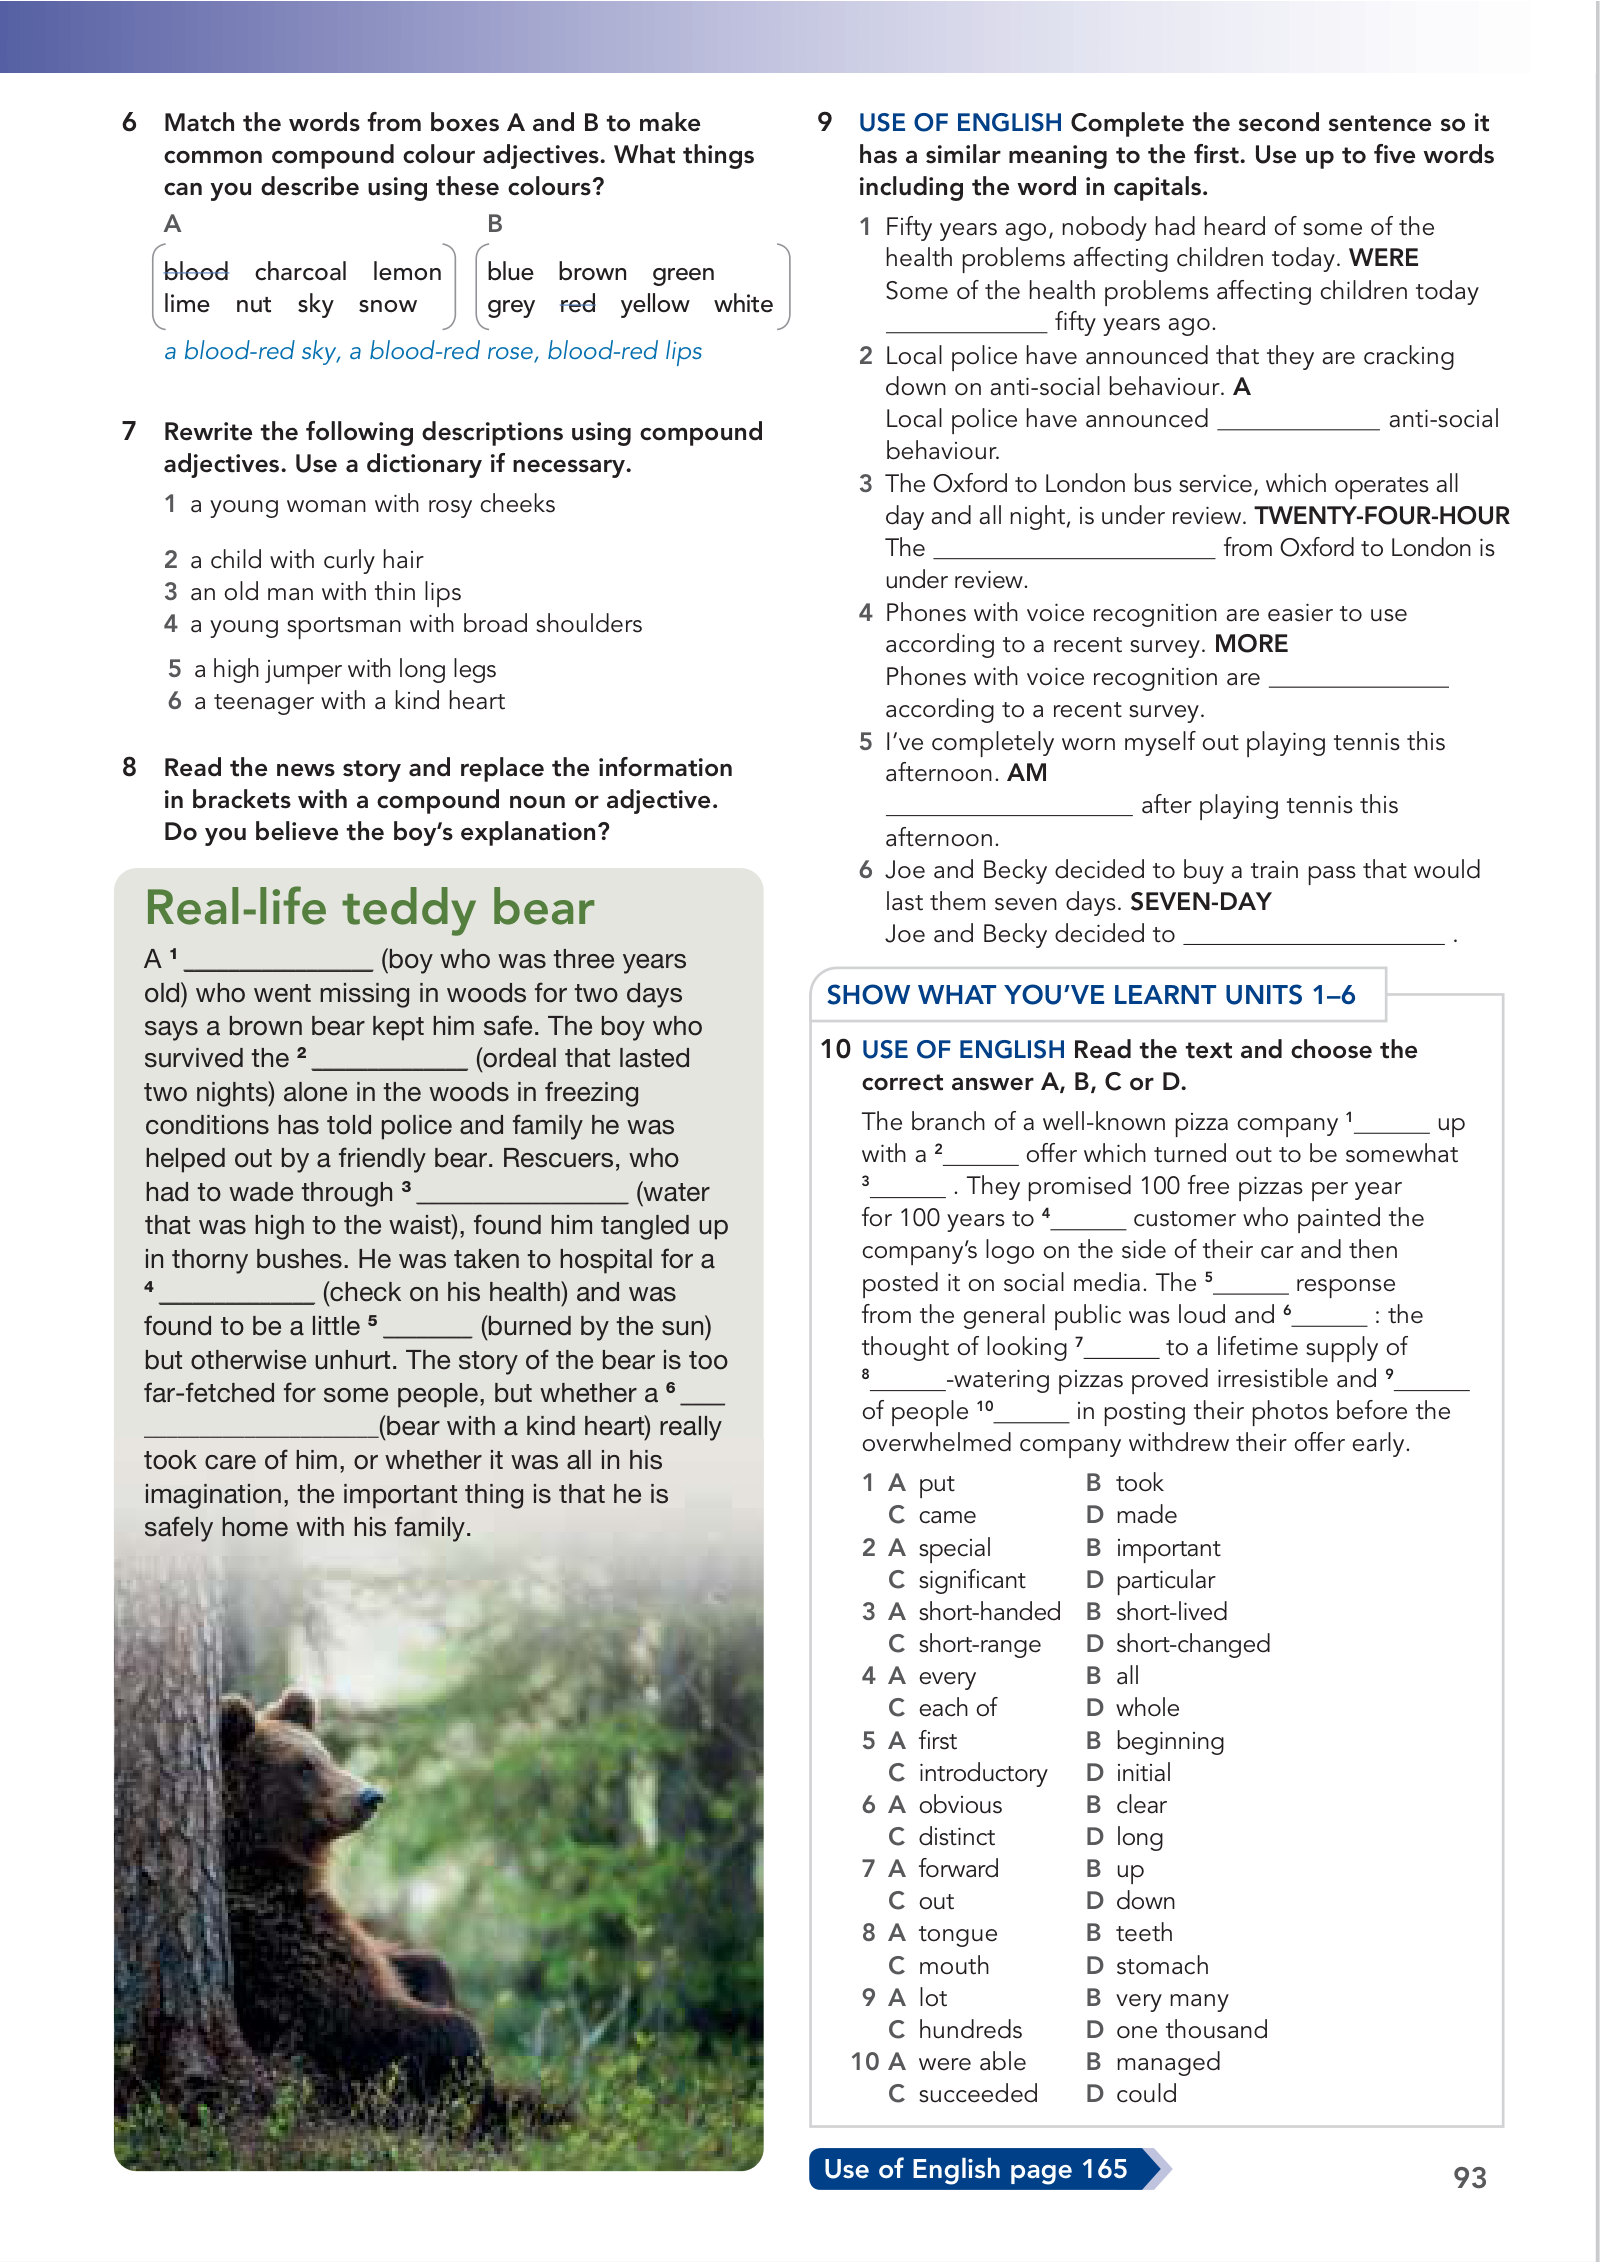 6 Match the words from boxes A and B to make
common compound colour adjectives. What things
can you describe using these colours?
A B
blood charcoal lemon
lime nut sky snow
blue brown green
grey red yellow white
a blood-red sky, a blood-red rose, blood-red lips
7 Rewrite the following descriptions using compound
adjectives. Use a dictionary if necessary.
1 a young woman with rosy cheeks
2 a child with curly hair
3 an old man with thin lips
4 a young sportsman with broad shoulders
5 a high jumper with long legs
6 a teenager with a kind heart
8 Read the news story and replace the information
in brackets with a compound noun or adjective.
Do you believe the boy's explanation?
Real-life teddy bear
A 1 ____________ (boy who was three years
old) who went missing in woods for two days
says a brown bear kept him safe. The boy who
survived the 2 __________ (ordeal that lasted
two nights) alone in the woods in freezing
conditions has told police and family he was
helped out by a friendly bear. Rescuers, who
had to wade through 3 ______________ (water
that was high to the waist), found him tangled up
in thorny bushes. He was taken to hospital for a
4 __________ (check on his health) and was
found to be a little 5 ______ (burned by the sun)
but otherwise unhurt. The story of the bear is too
far-fetched for some people, but whether a 6 ___
________________(bear with a kind heart) really
took care of him, or whether it was all in his
imagination, the important thing is that he is
safely home with his family.
9 USE OF ENGLISH Complete the second sentence so it
has a similar meaning to the first. Use up to five words
including the word in capitals.
1 Fifty years ago, nobody had heard of some of the
health problems affecting children today. WERE
Some of the health problems affecting children today
____________ fifty years ago.
2 Local police have announced that they are cracking
down on anti-social behaviour. A
Local police have announced ____________ anti-social
behaviour.
3 The Oxford to London bus service, which operates all
day and all night, is under review. TWENTY-FOUR-HOUR
The ____________________ from Oxford to London is
under review.
4 Phones with voice recognition are easier to use
according to a recent survey. MORE
Phones with voice recognition are ____________
according to a recent survey.
5 I've completely worn myself out playing tennis this
afternoon. AM
__________________ after playing tennis this
afternoon.
6 Joe and Becky decided to buy a train pass that would
last them seven days. SEVEN-DAY
Joe and Becky decided to __________________ .
SHOW WHAT YOU'VE LEARNT UNITS 1–6
10 USE OF ENGLISH Read the text and choose the
correct answer A, B, C or D.
The branch of a well-known pizza company 1______ up
with a 2______ offer which turned out to be somewhat
3______ . They promised 100 free pizzas per year
for 100 years to 4______ customer who painted the
company's logo on the side of their car and then
posted it on social media. The 5______ response
from the general public was loud and 6______ : the
thought of looking 7______ to a lifetime supply of
8______-watering pizzas proved irresistible and 9______
of people 10______ in posting their photos before the
overwhelmed company withdrew their offer early.
1 A put B took
C came D made
2 A special B important
C significant D particular
3 A short-handed B short-lived
C short-range D short-changed
4 A every B all
C each of D whole
5 A first B beginning
C introductory D initial
6 A obvious B clear
C distinct D long
7 A forward B up
C out D down
8 A tongue B teeth
C mouth D stomach
9 A lot B very many
C hundreds D one thousand
10 A were able B managed
C succeeded D could
Use of English page 165
93